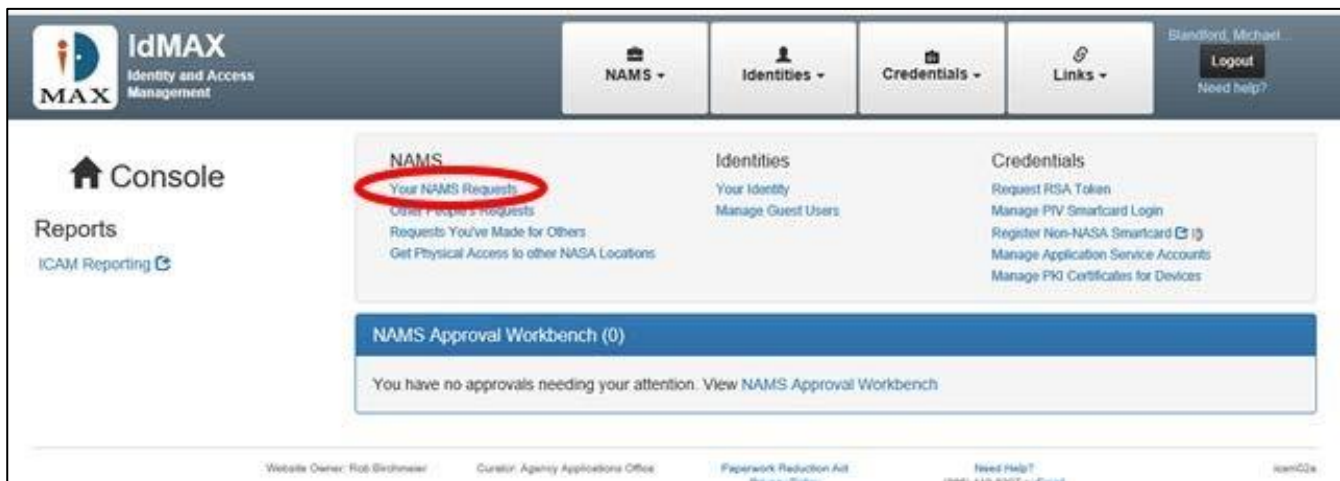 IdMAX
Identity and Access
Management
MAX
NAMS
Identities
Credentials
Links
Blandford, Michael ...
Logout
Need help?
Console
Reports
ICAM Reporting
NAMS
Your NAMS Requests
Other People's Requests
Requests You've Made for Others
Get Physical Access to other NASA Locations
Identities
Your Identity
Manage Guest Users
Credentials
Request RSA Token
Manage PIV Smartcard Login
Register Non-NASA Smartcard
Manage Application Service Accounts
Manage PKI Certificates for Devices
NAMS Approval Workbench (0)
You have no approvals needing your attention. View NAMS Approval Workbench
Website Owner: Rob Birchmeier
Curator: Agency Applications Office
Paperwork Reduction Act
Need Help?